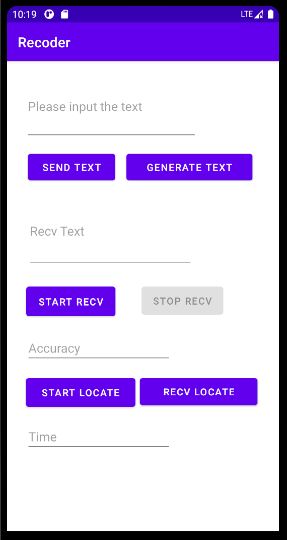 10:19 LTE
Recoder
Please input the text
SEND TEXT GENERATE TEXT
Recv Text
START RECV STOP RECV
Accuracy
START LOCATE RECV LOCATE
Time